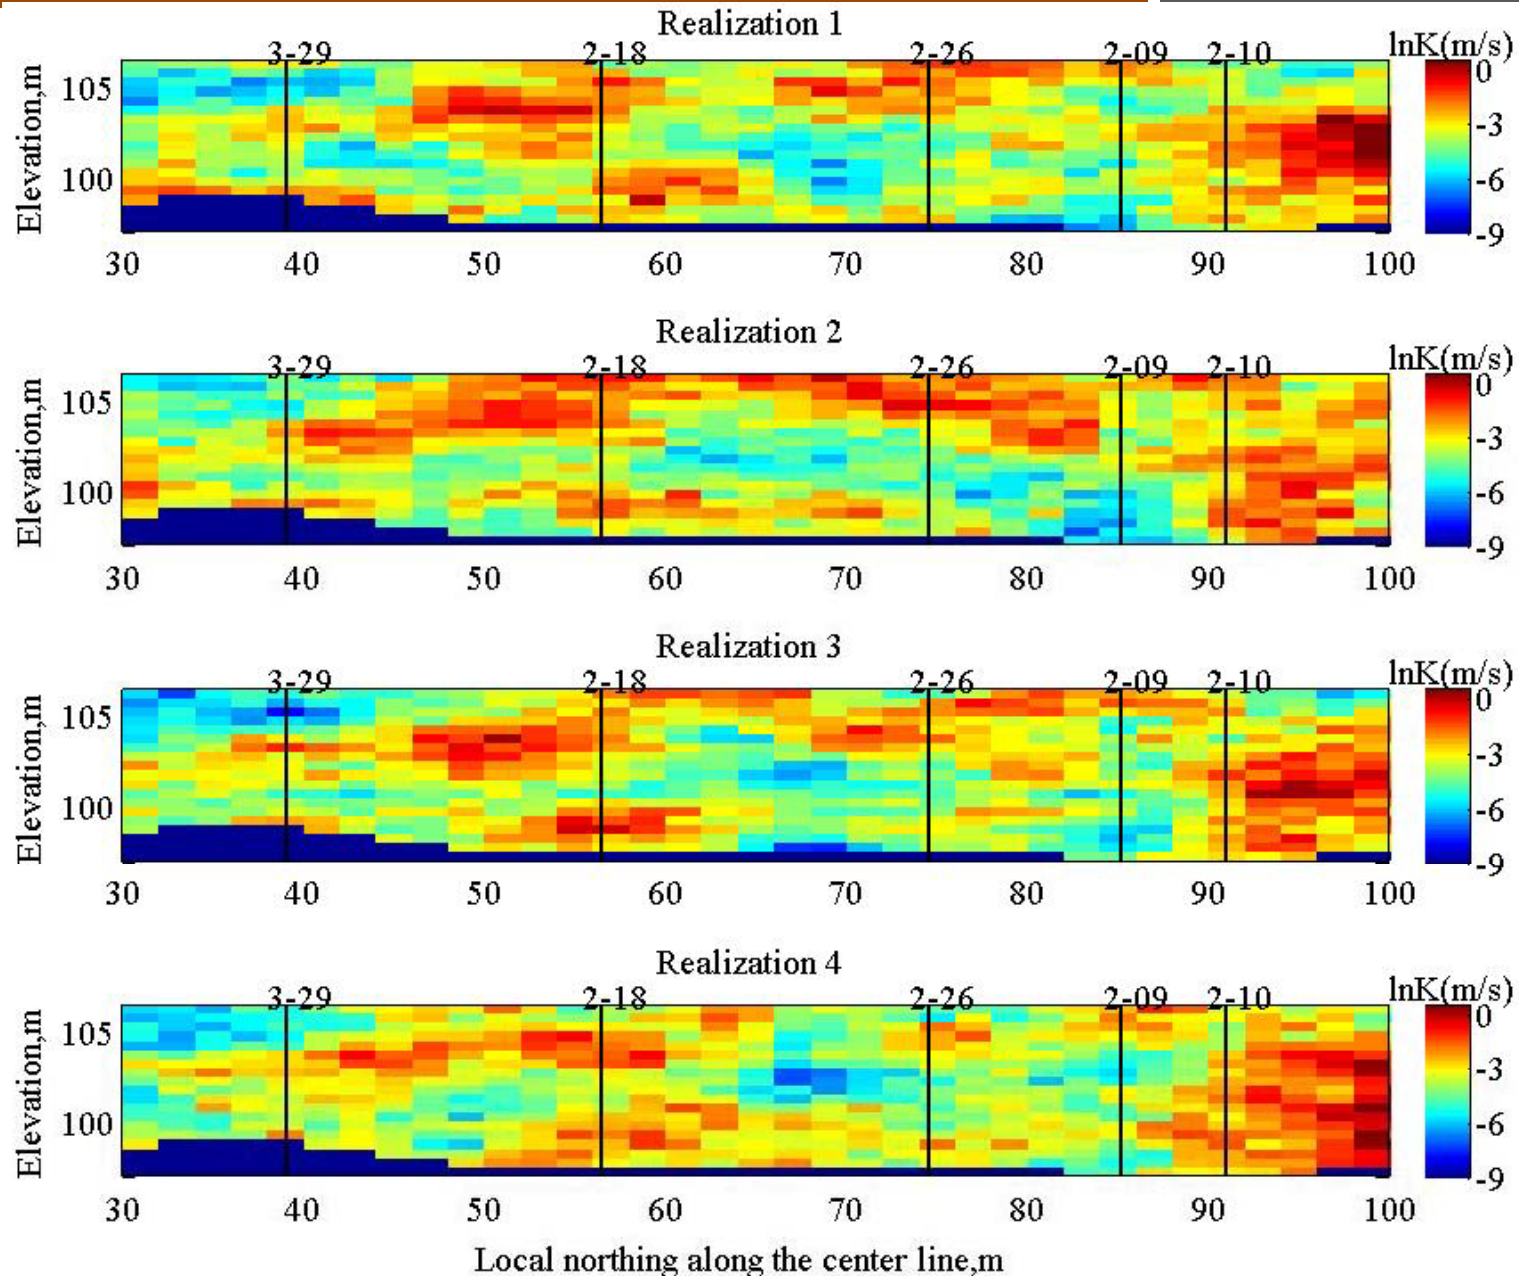 Realization 1
3-29 2-18 2-26 2-09 2-10 lnK(m/s)
Elevation,m
105
100
0
-3
-6
-9
30 40 50 60 70 80 90 100
Realization 2
3-29 2-18 2-26 2-09 2-10 lnK(m/s)
Elevation,m
105
100
0
-3
-6
-9
30 40 50 60 70 80 90 100
Realization 3
3-29 2-18 2-26 2-09 2-10 lnK(m/s)
Elevation,m
105
100
0
-3
-6
-9
30 40 50 60 70 80 90 100
Realization 4
3-29 2-18 2-26 2-09 2-10 lnK(m/s)
Elevation,m
105
100
0
-3
-6
-9
30 40 50 60 70 80 90 100
Local northing along the center line,m